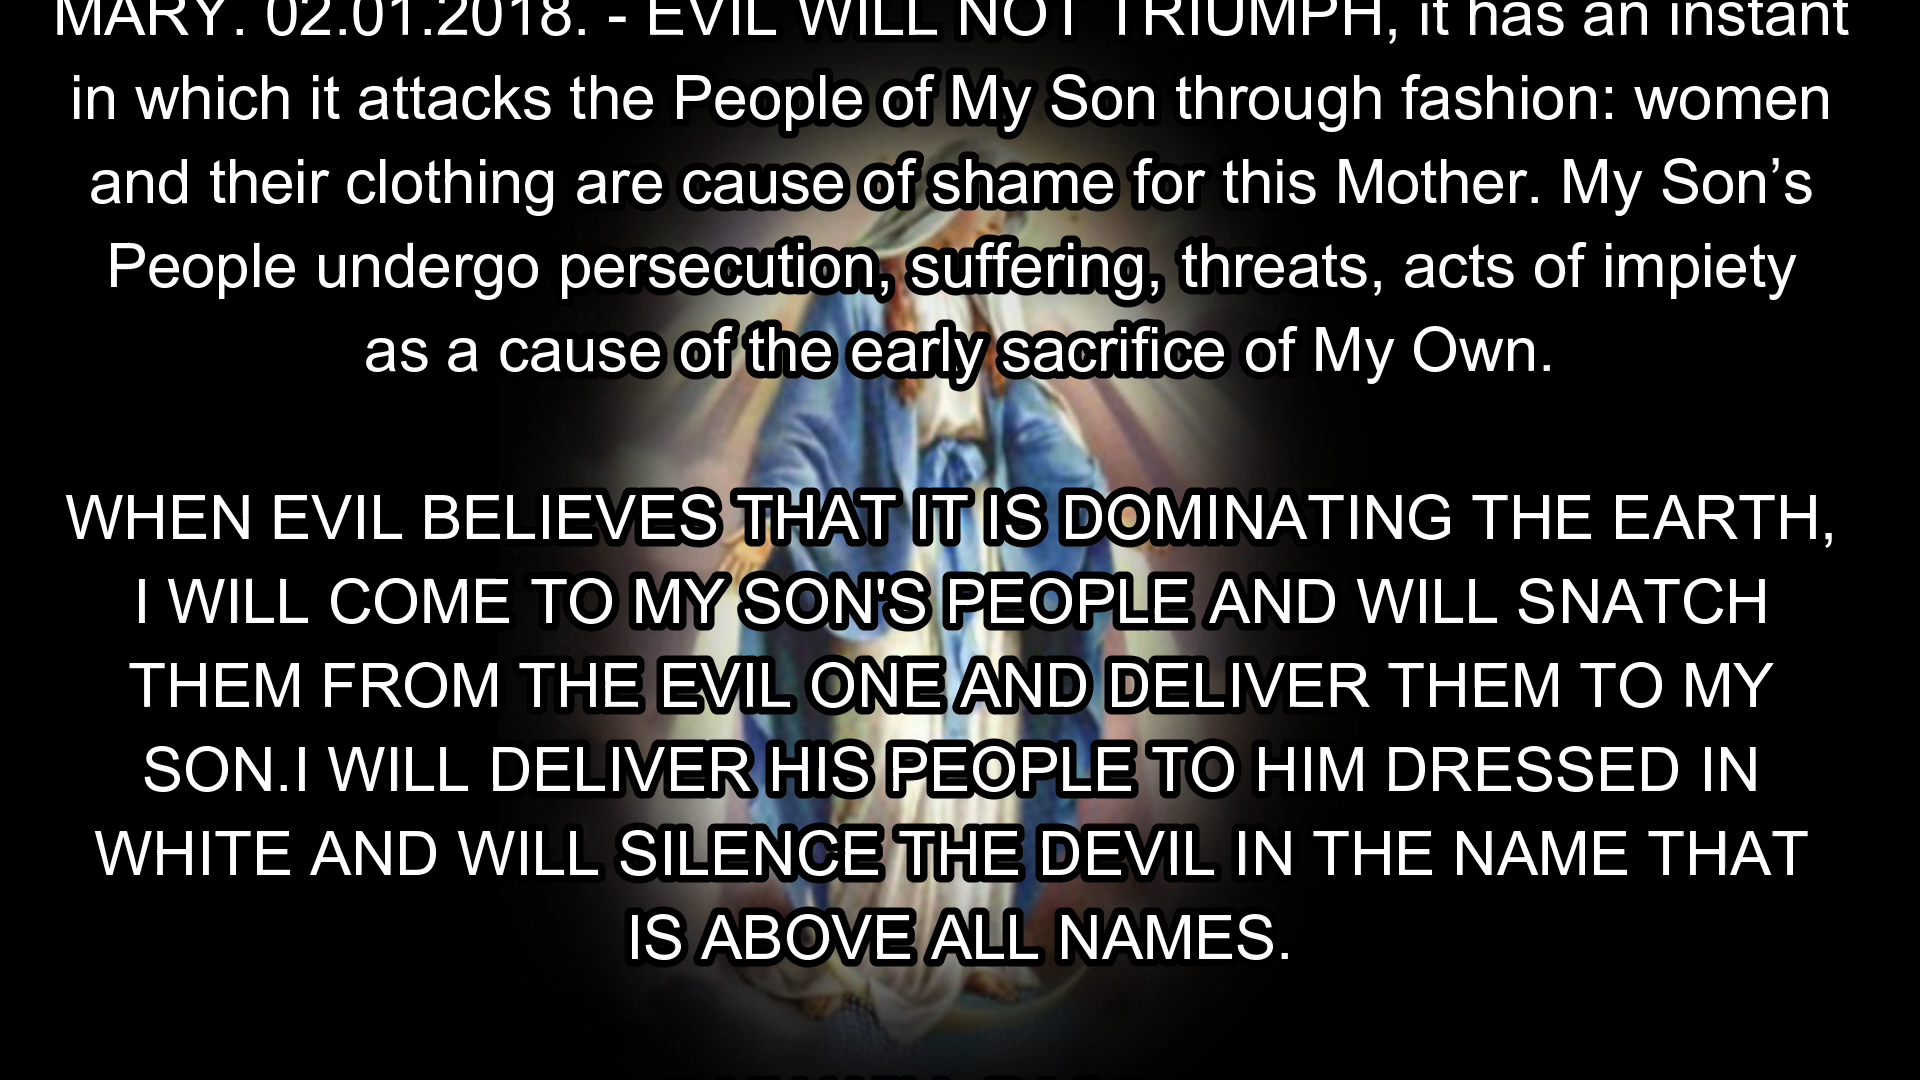 MARY. 02.01.2018. - EVIL WILL NOT TRIUMPH, it has an instant
in which it attacks the People of My Son through fashion: women
and their clothing are cause of shame for this Mother. My Son’s
People undergo persecution, suffering, threats, acts of impiety
as a cause of the early sacrifice of My Own.
WHEN EVIL BELIEVES THAT IT IS DOMINATING THE EARTH,
I WILL COME TO MY SON'S PEOPLE AND WILL SNATCH
THEM FROM THE EVIL ONE AND DELIVER THEM TO MY
SON.I WILL DELIVER HIS PEOPLE TO HIM DRESSED IN
WHITE AND WILL SILENCE THE DEVIL IN THE NAME THAT
IS ABOVE ALL NAMES.